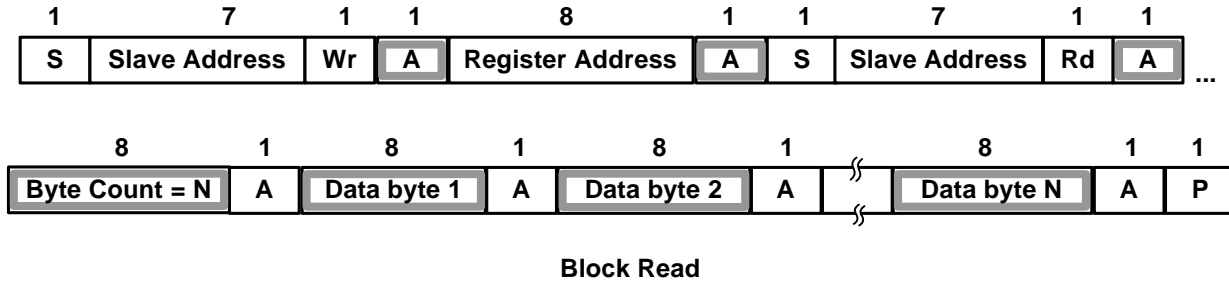 1 7 1 1 8 1 1 7 1 1
S Slave Address Wr A Register Address A S Slave Address Rd A ...
8 1 8 1 8 1 8 1 1
Byte Count = N A Data byte 1 A Data byte 2 A Data byte N A P
Block Read